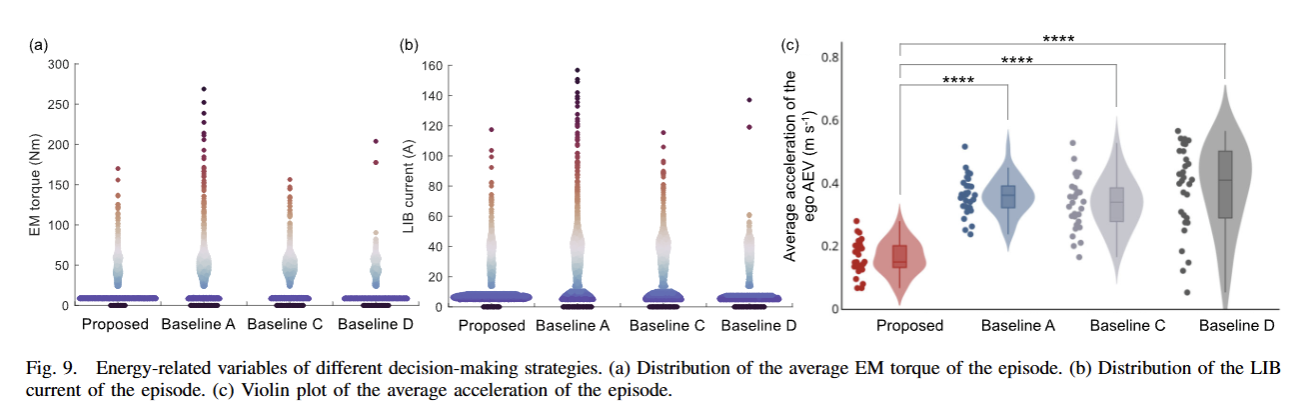 (a)
300
250
200
150
100
50
0
EM torque (Nm)
Proposed Baseline A Baseline C Baseline D
(b)
160
140
120
100
80
60
40
20
0
LIB current (A)
Proposed Baseline A Baseline C Baseline D
(c)
0.8
0.6
0.4
0.2
0
Average acceleration of the
ego AEV (m s⁻¹)
****
****
****
Proposed Baseline A Baseline C Baseline D
Fig. 9. Energy-related variables of different decision-making strategies. (a) Distribution of the average EM torque of the episode. (b) Distribution of the LIB
current of the episode. (c) Violin plot of the average acceleration of the episode.